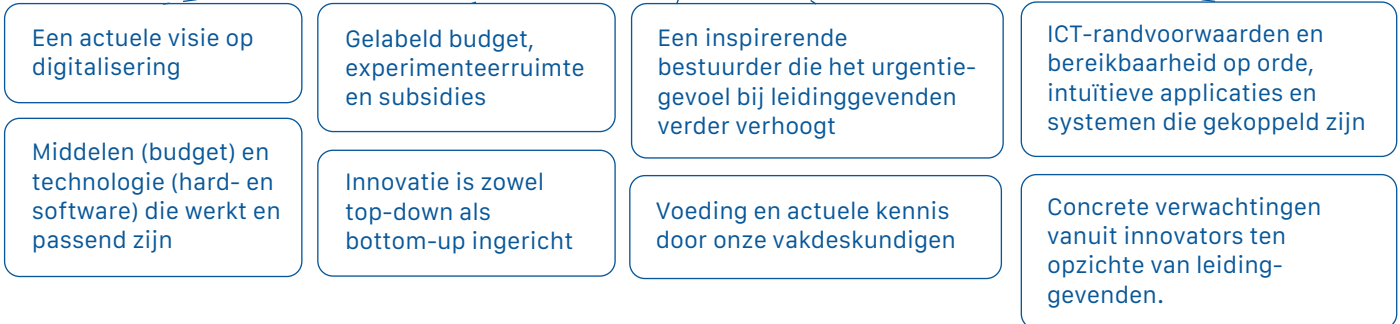 Een actuele visie op
digitalisering
Middelen (budget) en
technologie (hard- en
software) die werkt en
passend zijn
Gelabeld budget,
experimenteerruimte
en subsidies
Innovatie is zowel
top-down als
bottom-up ingericht
Een inspirerende
bestuurder die het urgentie-
gevoel bij leidinggevenden
verder verhoogt
Voeding en actuele kennis
door onze vakdeskundigen
ICT-randvoorwaarden en
bereikbaarheid op orde,
intuïtieve applicaties en
systemen die gekoppeld zijn
Concrete verwachtingen
vanuit innovators ten
opzichte van leiding-
gevenden.